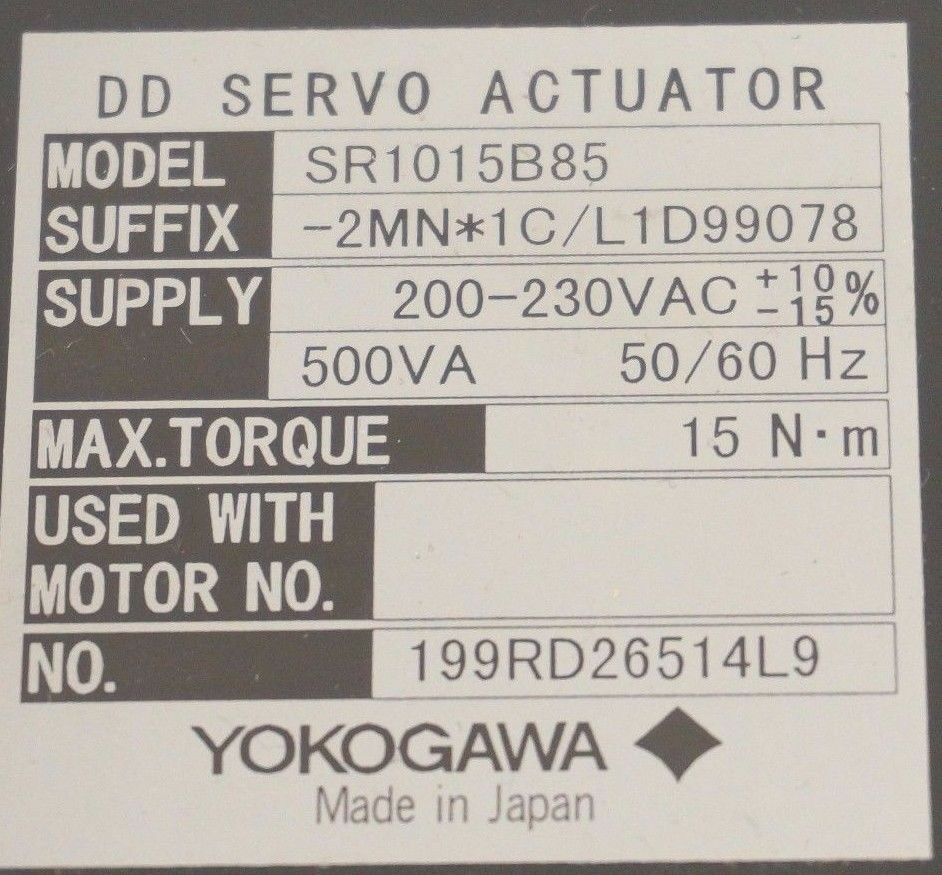 DD SERVO ACTUATOR
MODEL SR1015B85
SUFFIX -2MN*1C/L1D99078
SUPPLY 200-230VAC +10 -15 %
500VA 50/60 Hz
MAX.TORQUE 15 N·m
USED WITH
MOTOR NO.
NO. 199RD26514L9
YOKOGAWA
Made in Japan